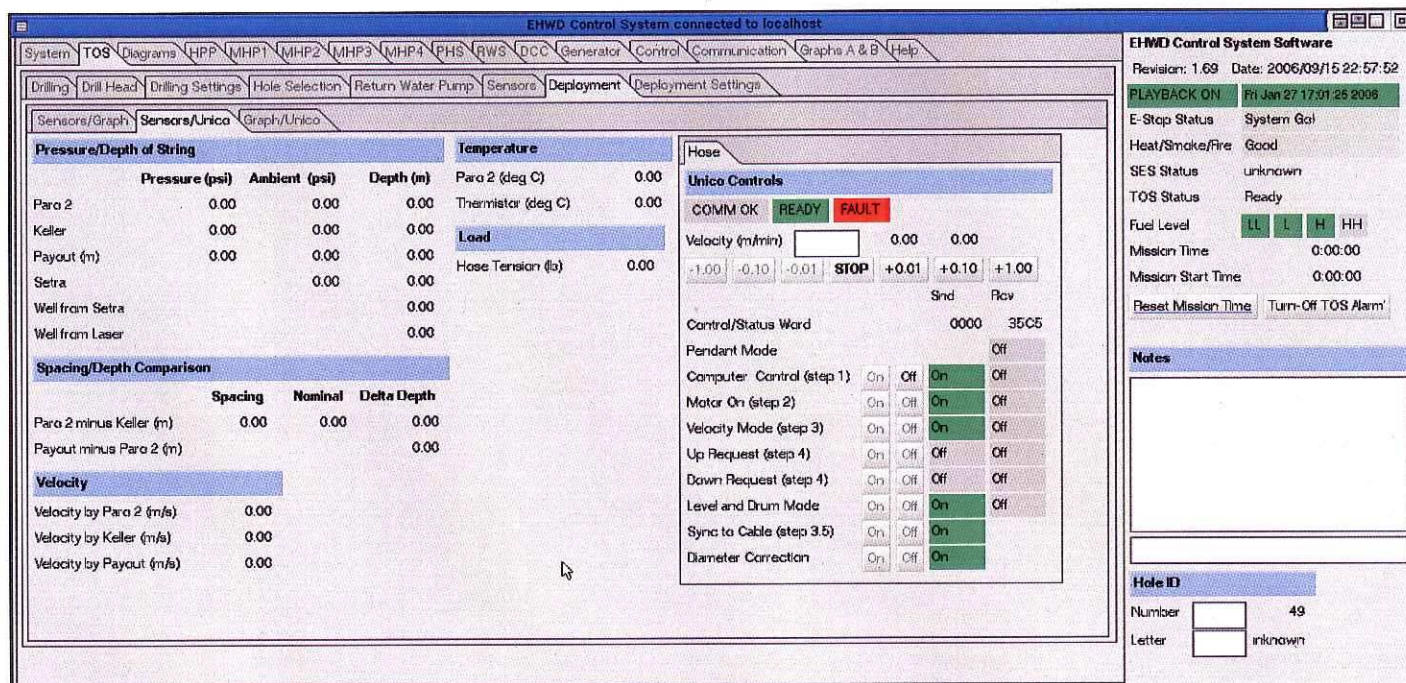 EHWD Control System connected to localhost
System TOS Diagrams HPP MHP1 MHP2 MHP3 MHP4 PHS RWS DCC Generator Control Communication Graphs A & B Help
Drilling Drill Head Drilling Settings Hole Selection Return Water Pump Sensors Deployment Deployment Settings
Sensors/Graph Sensors/Unico Graph/Unico
Pressure/Depth of String
Pressure (psi) Ambient (psi) Depth (m)
Para 2 0.00 0.00 0.00
Keller 0.00 0.00 0.00
Payout (m) 0.00 0.00 0.00
Setra 0.00 0.00
Well from Setra 0.00
Well from Laser 0.00
Spacing/Depth Comparison
Spacing Nominal Delta Depth
Para 2 minus Keller (m) 0.00 0.00 0.00
Payout minus Para 2 (m) 0.00
Velocity
Velocity by Para 2 (m/s) 0.00
Velocity by Keller (m/s) 0.00
Velocity by Payout (m/s) 0.00
Temperature
Para 2 (deg C) 0.00
Thermistor (deg C) 0.00
Load
Hose Tension (lb) 0.00
Hose
Unico Controls
COMM OK READY FAULT
Velocity (m/min) 0.00 0.00
-1.00 -0.10 -0.01 STOP +0.01 +0.10 +1.00
Snd Rcv
Control/Status Word 0000 35C5
Pendant Mode Off
Computer Control (step 1) On Off On Off
Motor On (step 2) On Off On Off
Velocity Mode (step 3) On Off On Off
Up Request (step 4) On Off Off Off
Down Request (step 4) On Off Off Off
Level and Drum Mode On Off On Off
Sync to Cable (step 3.5) On Off On
Diameter Correction On Off On
EHWD Control System Software
Revision: 1.69 Date: 2006/09/15 22:57:52
PLAYBACK ON Fri Jan 27 17:01:25 2006
E-Stop Status System Go!
Heat/Smoke/Fire Good
SES Status unknown
TOS Status Ready
Fuel Level LL L H HH
Mission Time 0:00:00
Mission Start Time 0:00:00
Reset Mission Time Turn-Off TOS Alarm'
Notes
Hole ID
Number 49
Letter unknown